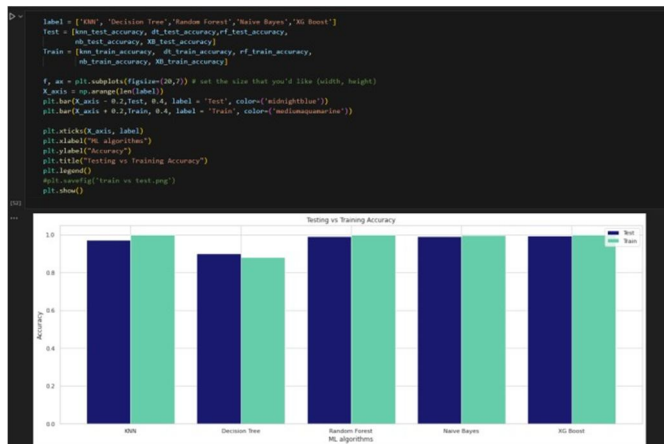 label = ['KNN', 'Decision Tree','Random Forest','Naive Bayes','XG Boost']
Test = [knn_test_accuracy, dt_test_accuracy,rf_test_accuracy,
nb_test_accuracy, XB_test_accuracy]
Train = [knn_train_accuracy,  dt_train_accuracy, rf_train_accuracy,
nb_train_accuracy, XB_train_accuracy]
f, ax = plt.subplots(figsize=(20,7)) # set the size that you'd like (width, height)
X_axis = np.arange(len(label))
plt.bar(X_axis - 0.2,Test, 0.4, label = 'Test', color=('midnightblue'))
plt.bar(X_axis + 0.2,Train, 0.4, label = 'Train', color=('mediumaquamarine'))
plt.xticks(X_axis, label)
plt.xlabel("ML algorithms")
plt.ylabel("Accuracy")
plt.title("Testing vs Training Accuracy")
plt.legend()
#plt.savefig('train vs test.png')
plt.show()
[52]
...
Testing vs Training Accuracy
Test
Train
1.0
0.8
0.6
0.4
0.2
0.0
Accuracy
KNN
Decision Tree
Random Forest
Naive Bayes
XG Boost
ML algorithms